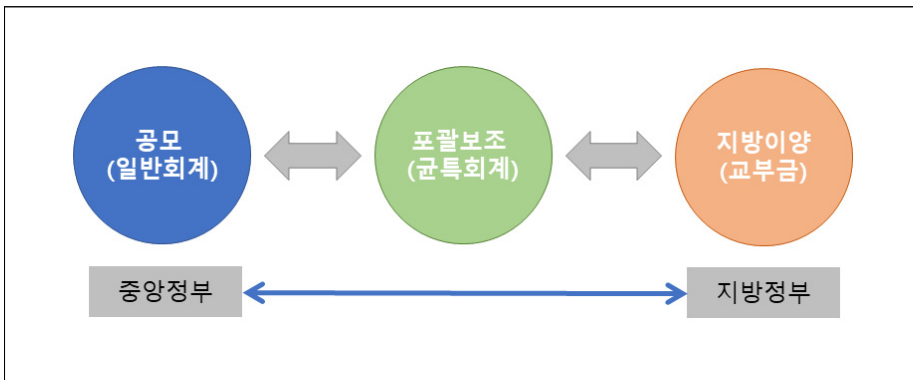 공모
(일반회계)
포괄보조
(균특회계)
지방이양
(교부금)
중앙정부
지방정부